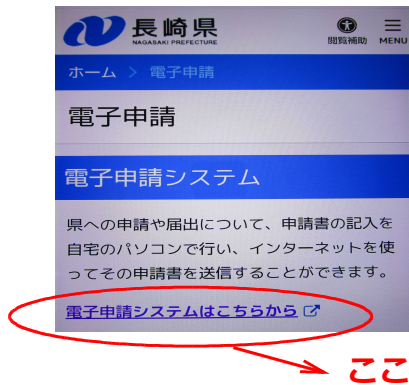 長崎県
NAGASAKI PREFECTURE
閲覧補助 MENU
ホーム > 電子申請
電子申請
電子申請システム
県への申請や届出について、申請書の記入を
自宅のパソコンで行い、インターネットを使
ってその申請書を送信することができます。
電子申請システムはこちらから
ここ